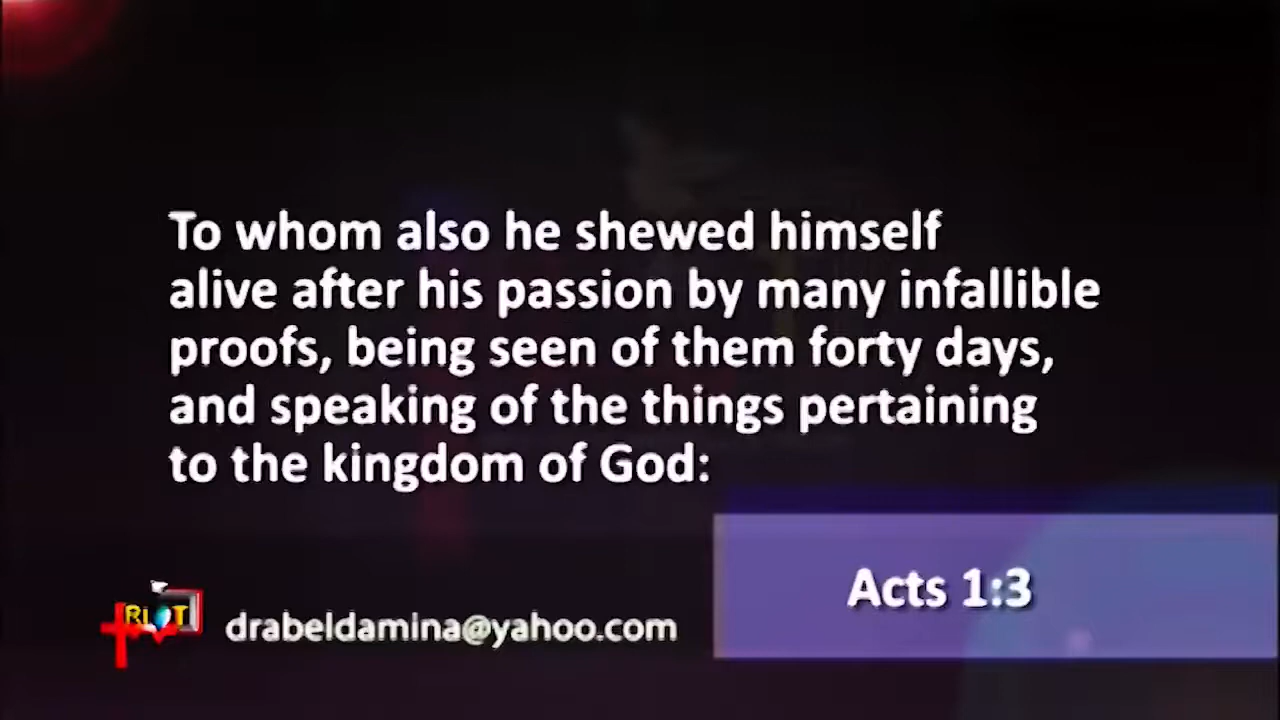 To whom also he shewed himself
alive after his passion by many infallible
proofs, being seen of them forty days,
and speaking of the things pertaining
to the kingdom of God:
Acts 1:3
RIOT
drabeldamina@yahoo.com